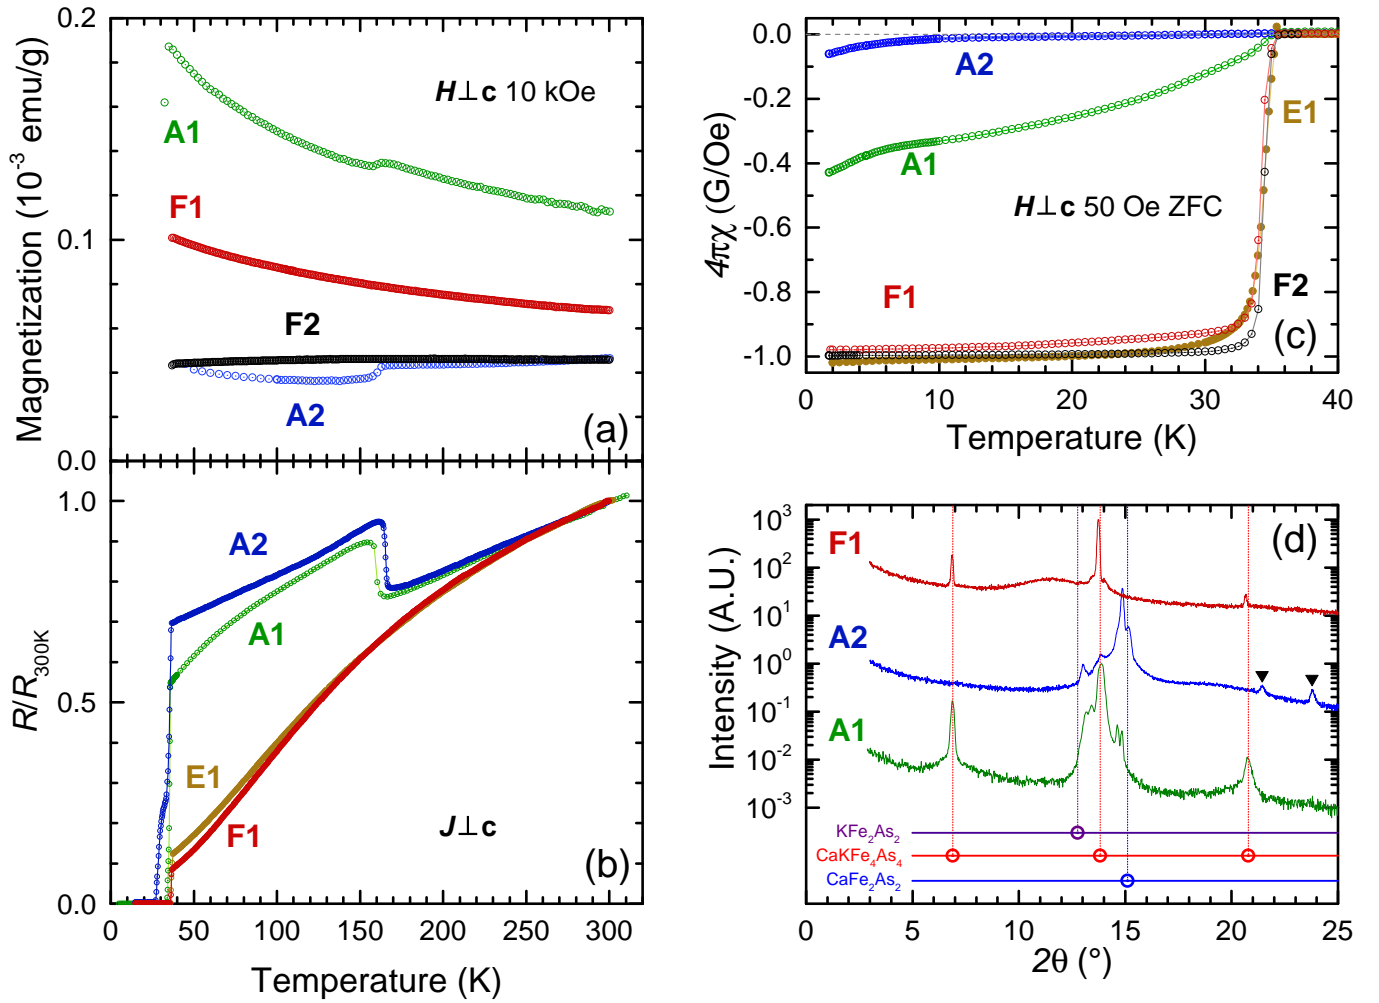 0.2
0.1
0.0
Magnetization (10⁻³ emu/g)
H⊥c 10 kOe
A1
F1
F2
A2
(a)
1.0
0.5
0.0
R/R300K
A2
A1
E1
F1
J⊥c
(b)
0 50 100 150 200 250 300
Temperature (K)
0.0
-0.2
-0.4
-0.6
-0.8
-1.0
4πχ (G/Oe)
A2
E1
A1
H⊥c 50 Oe ZFC
F1
F2
(c)
0 10 20 30 40
Temperature (K)
10³
10²
10¹
10⁰
10⁻¹
10⁻²
10⁻³
Intensity (A.U.)
F1
(d)
A2
A1
KFe₂As₂
CaKFe₄As₄
CaFe₂As₂
0 5 10 15 20 25
2θ (°)